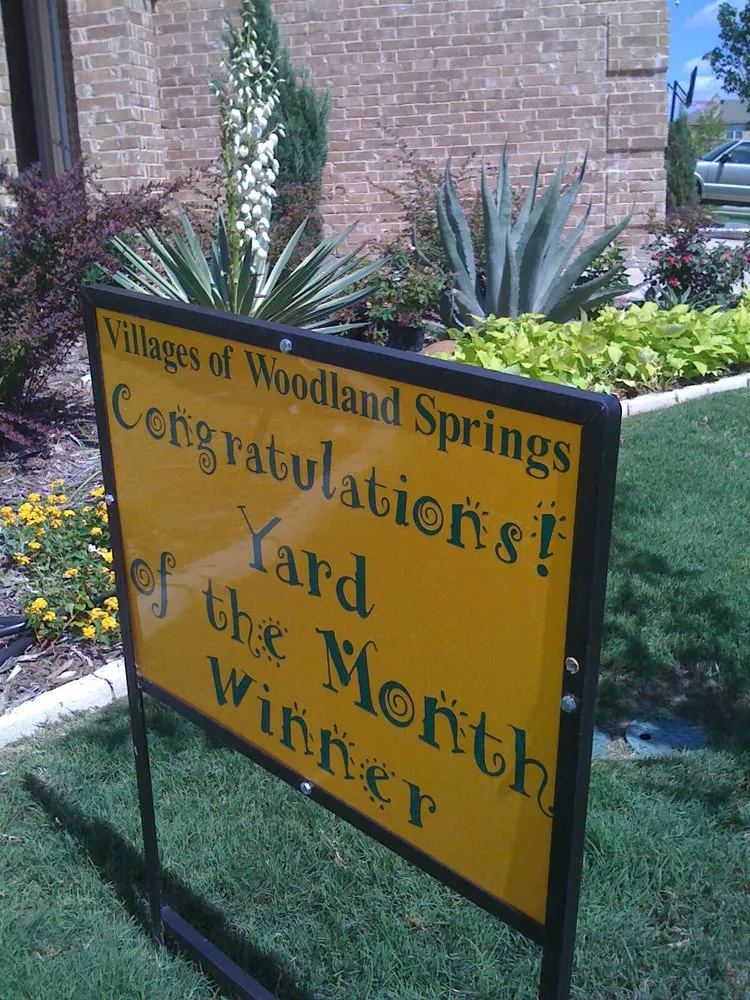 Villages of Woodland Springs
Congratulations!
Yard
of the Month
Winner